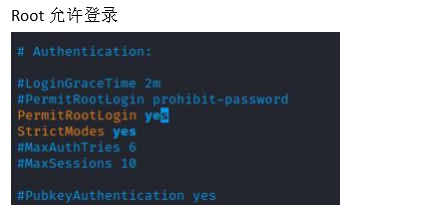 Root 允许登录
# Authentication:
#LoginGraceTime 2m
#PermitRootLogin prohibit-password
PermitRootLogin yes
StrictModes yes
#MaxAuthTries 6
#MaxSessions 10
#PubkeyAuthentication yes